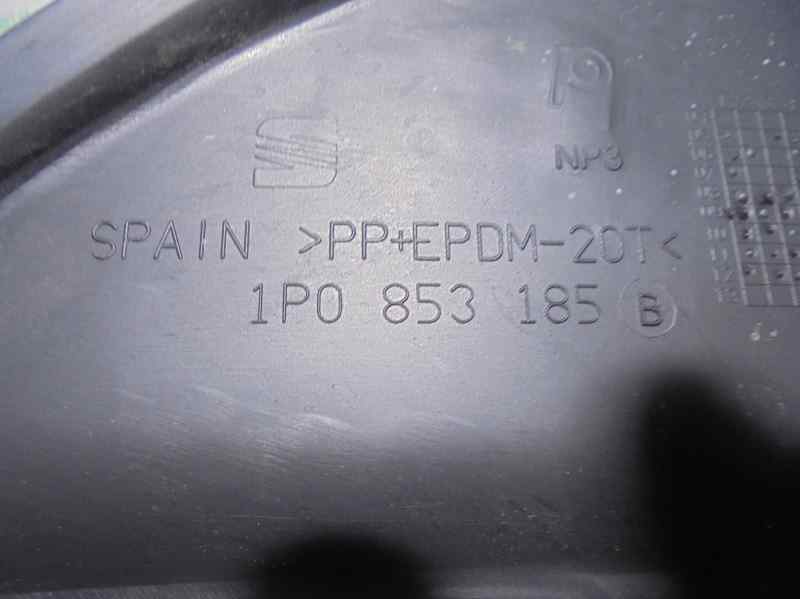 NP3
SPAIN >PP+EPDM-20T<
1P0 853 185 B